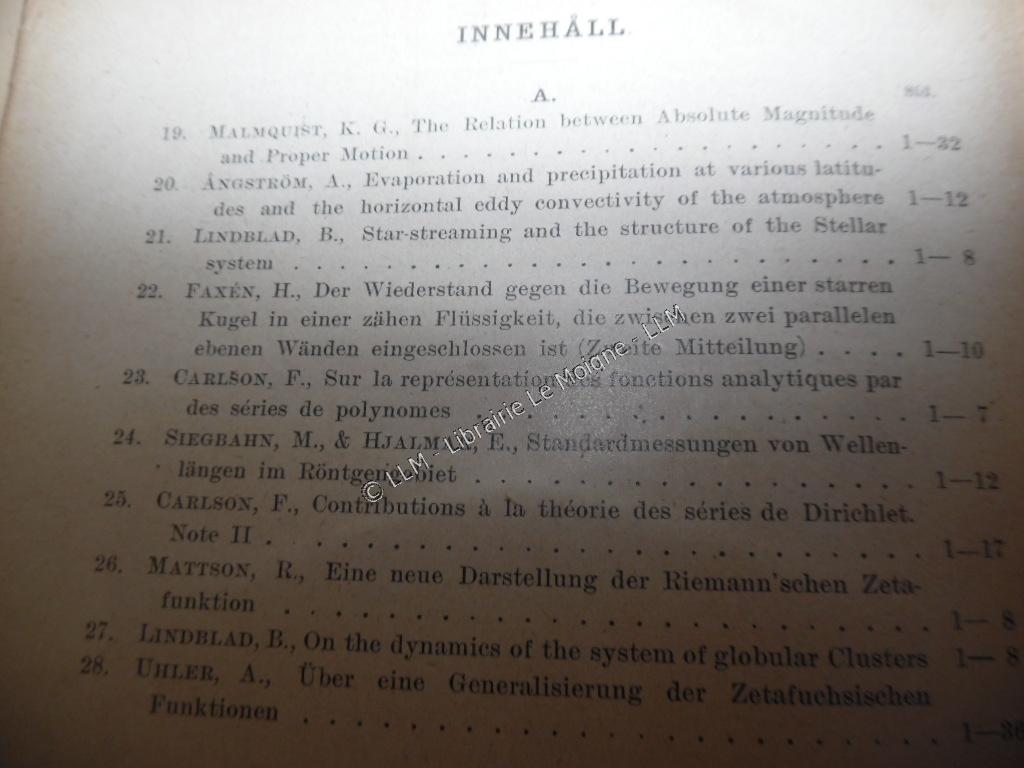 INNEHÅLL.
A.
Sid.
19. MALMQUIST, K. G., The Relation between Absolute Magnitude
and Proper Motion . . . . . . . . . . . . . . . . . . 1—32
20. ÅNGSTRÖM, A., Evaporation and precipitation at various latitu-
des and the horizontal eddy convectivity of the atmosphere 1—12
21. LINDBLAD, B., Star-streaming and the structure of the Stellar
system . . . . . . . . . . . . . . . . . . . . . . . 1— 8
22. FAXÉN, H., Der Wiederstand gegen die Bewegung einer starren
Kugel in einer zähen Flüssigkeit, die zwischen zwei parallelen
ebenen Wänden eingeschlossen ist (Zweite Mitteilung) . . . . 1—10
23. CARLSON, F., Sur la représentation des fonctions analytiques par
des séries de polynomes . . . . . . . . . . . . . . . . 1— 7
24. SIEGBAHN, M., & HJALMAR, E., Standardmessungen von Wellen-
längen im Röntgengebiet . . . . . . . . . . . . . . . . 1—12
25. CARLSON, F., Contributions à la théorie des séries de Dirichlet.
Note II . . . . . . . . . . . . . . . . . . . . . . . . 1—17
26. MATTSON, R., Eine neue Darstellung der Riemann'schen Zeta-
funktion . . . . . . . . . . . . . . . . . . . . . . . 1— 8
27. LINDBLAD, B., On the dynamics of the system of globular Clusters 1— 8
28. UHLER, A., Über eine Generalisierung der Zetafuchsischen
Funktionen . . . . . . . . . . . . . . . . . . . . . . 1—36
© LLM - Librairie Le Moigne - LLM